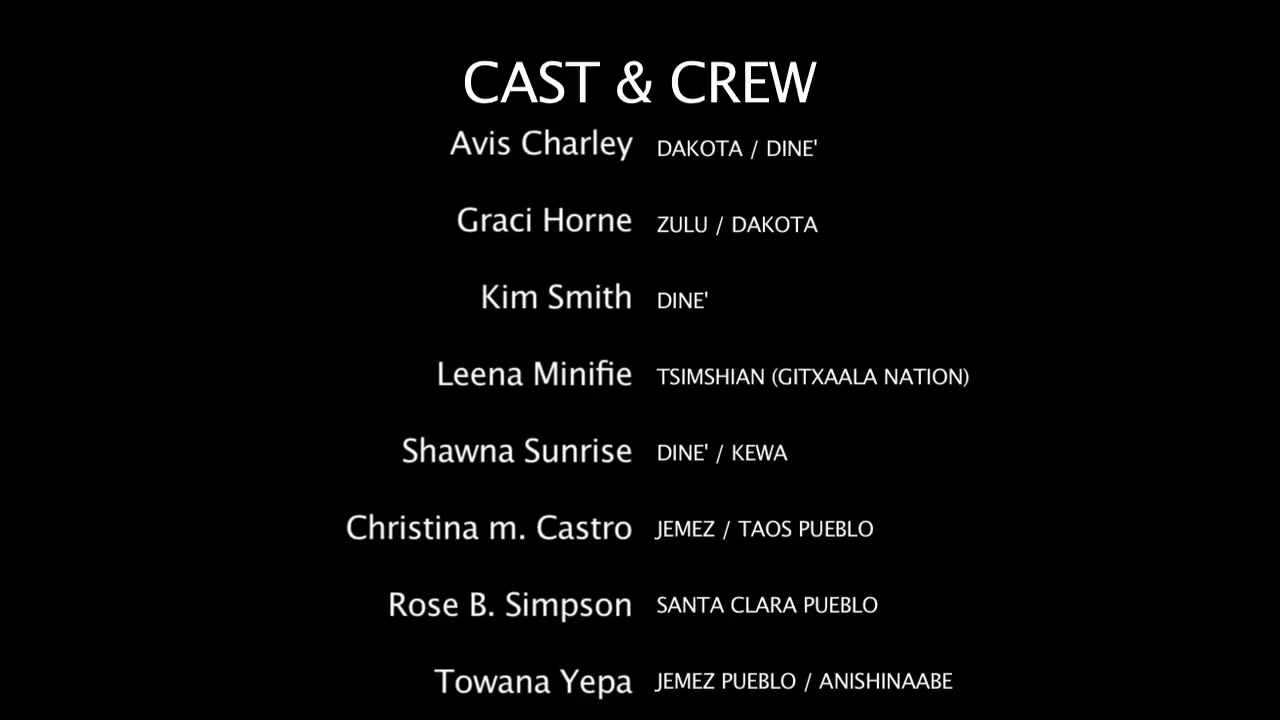 CAST & CREW
Avis Charley DAKOTA / DINE'
Graci Horne ZULU / DAKOTA
Kim Smith DINE'
Leena Minifie TSIMSHIAN (GITXAALA NATION)
Shawna Sunrise DINE' / KEWA
Christina m. Castro JEMEZ / TAOS PUEBLO
Rose B. Simpson SANTA CLARA PUEBLO
Towana Yepa JEMEZ PUEBLO / ANISHINAABE